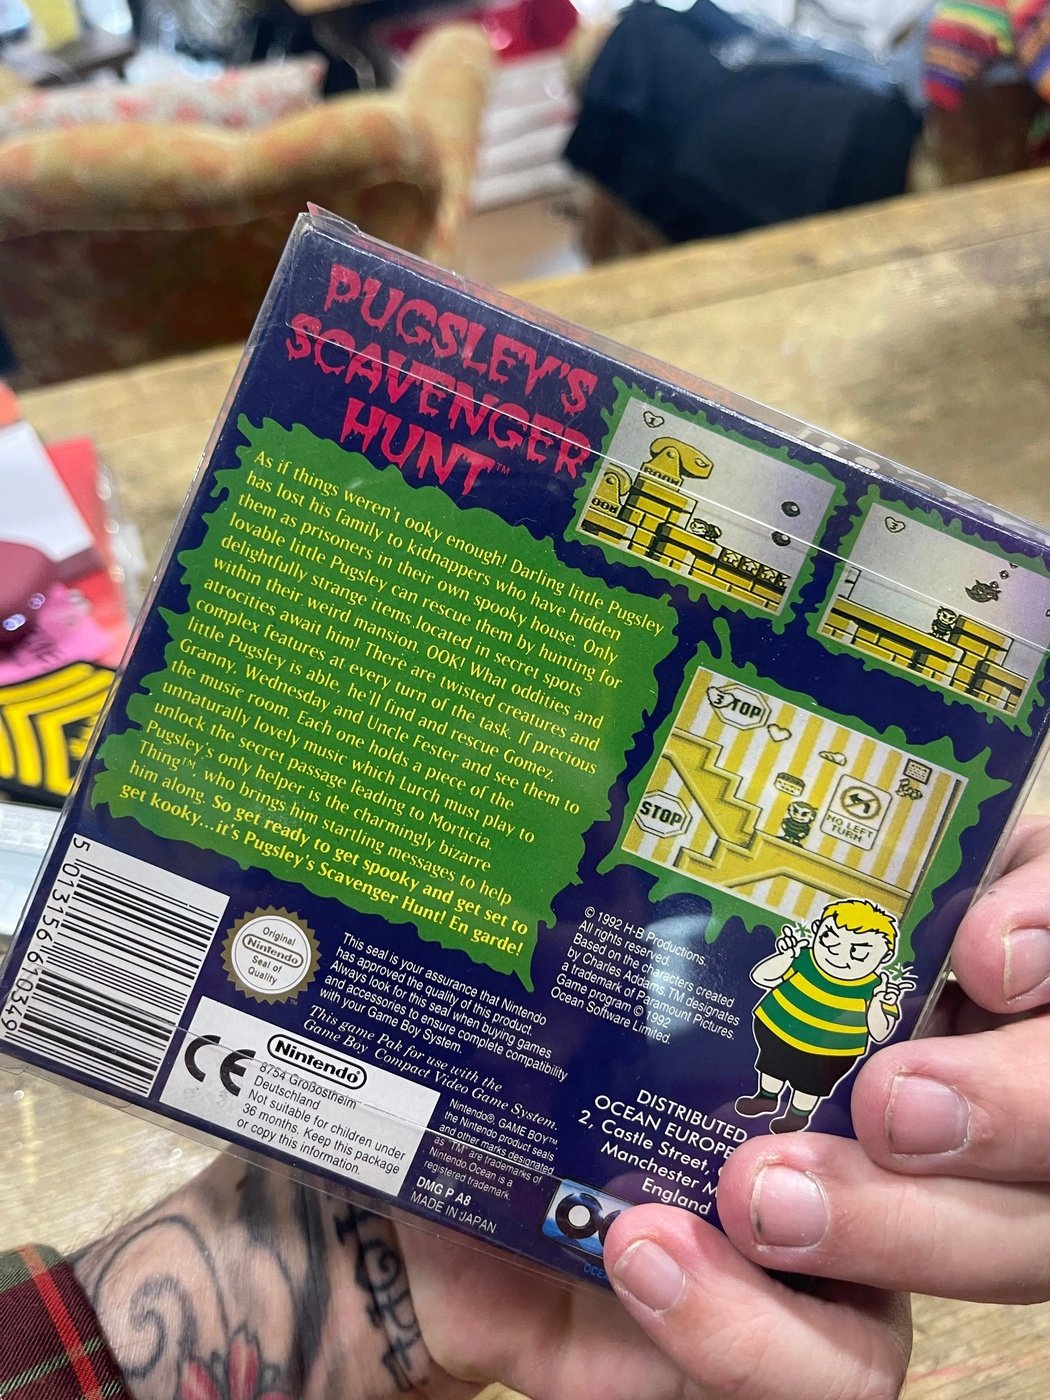 PUGSLEY'S
SCAVENGER
HUNT™
As if things weren't ooky enough! Darling little Pugsley
has lost his family to kidnappers who have hidden
them as prisoners in their own spooky house. Only
lovable little Pugsley can rescue them by hunting for
delightfully strange items located in secret spots
within their weird mansion. OOK! What oddities and
atrocities await him! There are twisted creatures and
complex features at every turn of the task. If precious
little Pugsley is able, he'll find and rescue Gomez,
Granny, Wednesday and Uncle Fester and see them to
the music room. Each one holds a piece of the
unnaturally lovely music which Lurch must play to
unlock the secret passage leading to Morticia.
Pugsley's only helper is the charmingly bizarre
Thing™ who brings him startling messages to help
him along. So get ready to get spooky and get set to
get kooky...it's Pugsley's Scavenger Hunt! En garde!
2
3
3
STOP
STOP
NO LEFT
TURN
5 013156 610349
Original
Nintendo
Seal of
Quality
This seal is your assurance that Nintendo
has approved the quality of this product.
Always look for this seal when buying games
and accessories to ensure complete compatibility
with your Game Boy System.
This game Pak for use with the
Game Boy Compact Video Game System.
© 1992 H-B Productions.
All rights reserved.
Based on the characters created
by Charles Addams.TM designates
a trademark of Paramount Pictures.
Game program © 1992
Ocean Software Limited.
CE
Nintendo
8754 Großostheim
Deutschland
Not suitable for children under
36 months. Keep this package
or copy this information.
Nintendo®, GAME BOY™
the Nintendo product seals
and other marks designated
as "TM" are trademarks of
Nintendo Ocean is a
registered trademark.
DMG P A8
MADE IN JAPAN
DISTRIBUTED
OCEAN EUROPE
2, Castle Street,
Manchester M
England